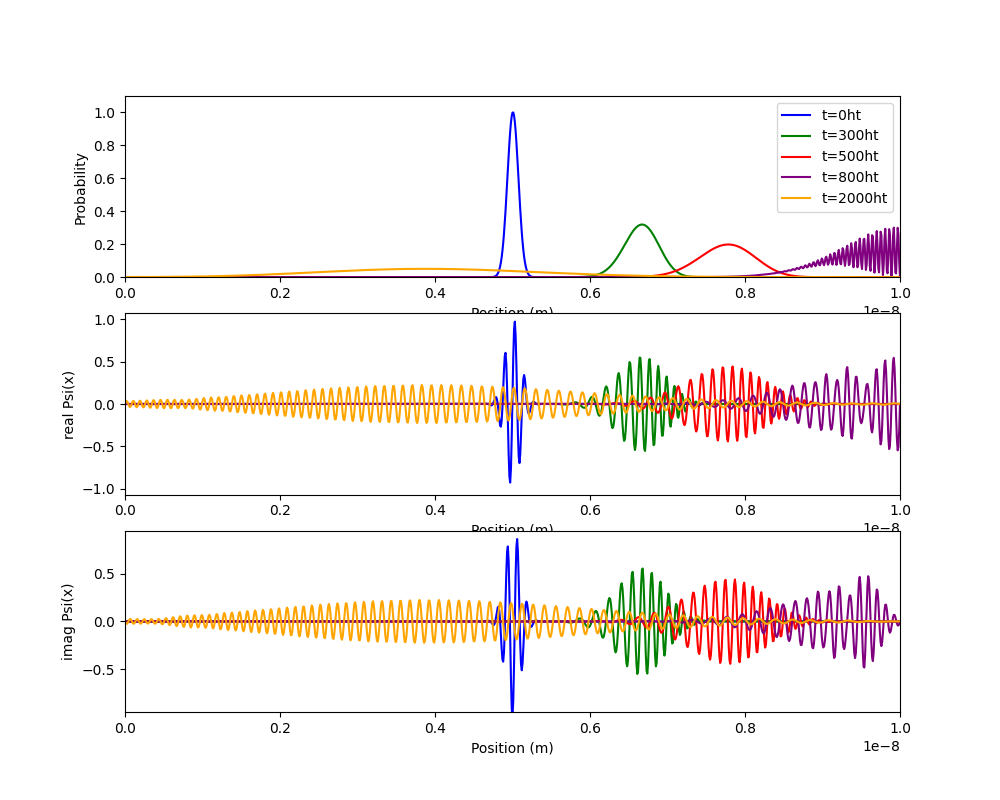 Probability
1.0
0.8
0.6
0.4
0.2
0.0
t=0ht
t=300ht
t=500ht
t=800ht
t=2000ht
0.0 0.2 0.4 0.6 0.8 1.0
Position (m)
1e−8
real Psi(x)
1.0
0.5
0.0
−0.5
−1.0
0.0 0.2 0.4 0.6 0.8 1.0
Position (m)
1e−8
imag Psi(x)
0.5
0.0
−0.5
0.0 0.2 0.4 0.6 0.8 1.0
Position (m)
1e−8